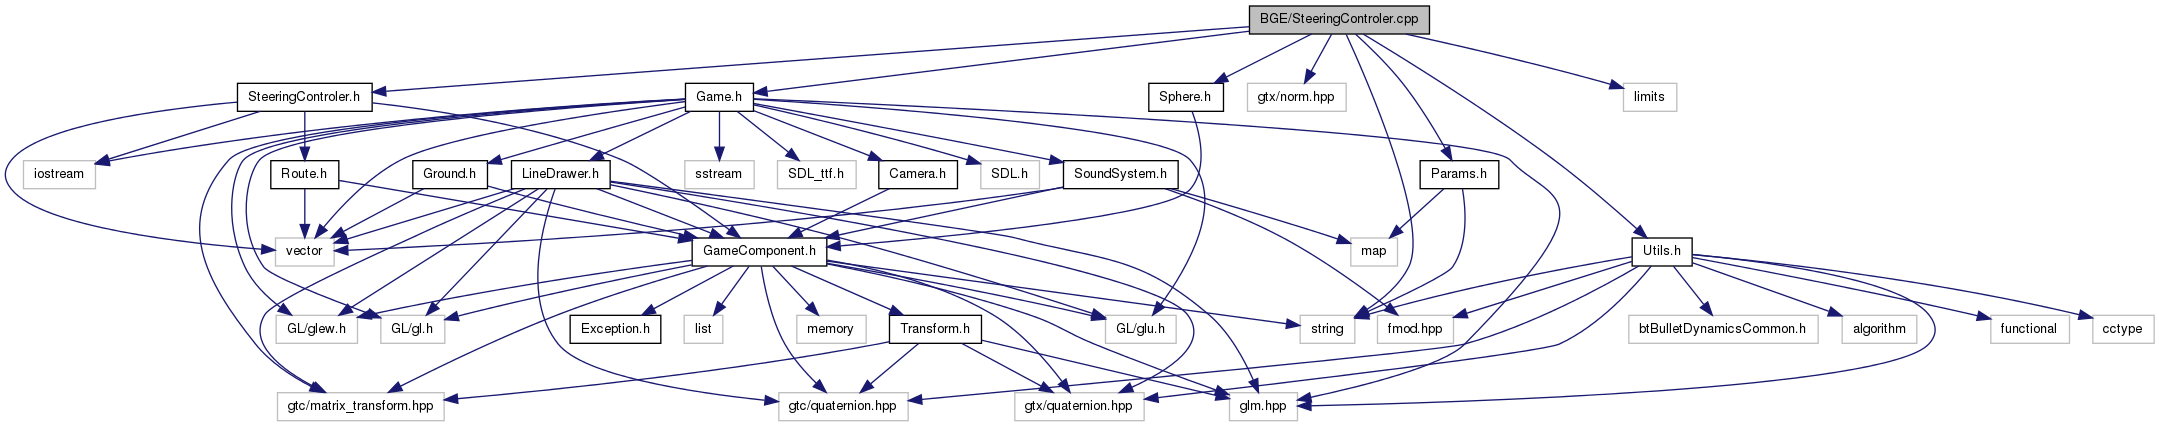 BGE/SteeringControler.cpp
SteeringControler.h
Game.h
Sphere.h
gtx/norm.hpp
limits
iostream
Route.h
Ground.h
LineDrawer.h
sstream
SDL_ttf.h
Camera.h
SDL.h
SoundSystem.h
Params.h
vector
GameComponent.h
map
Utils.h
GL/glew.h
GL/gl.h
Exception.h
list
memory
Transform.h
GL/glu.h
string
fmod.hpp
btBulletDynamicsCommon.h
algorithm
functional
cctype
gtc/matrix_transform.hpp
gtc/quaternion.hpp
gtx/quaternion.hpp
glm.hpp